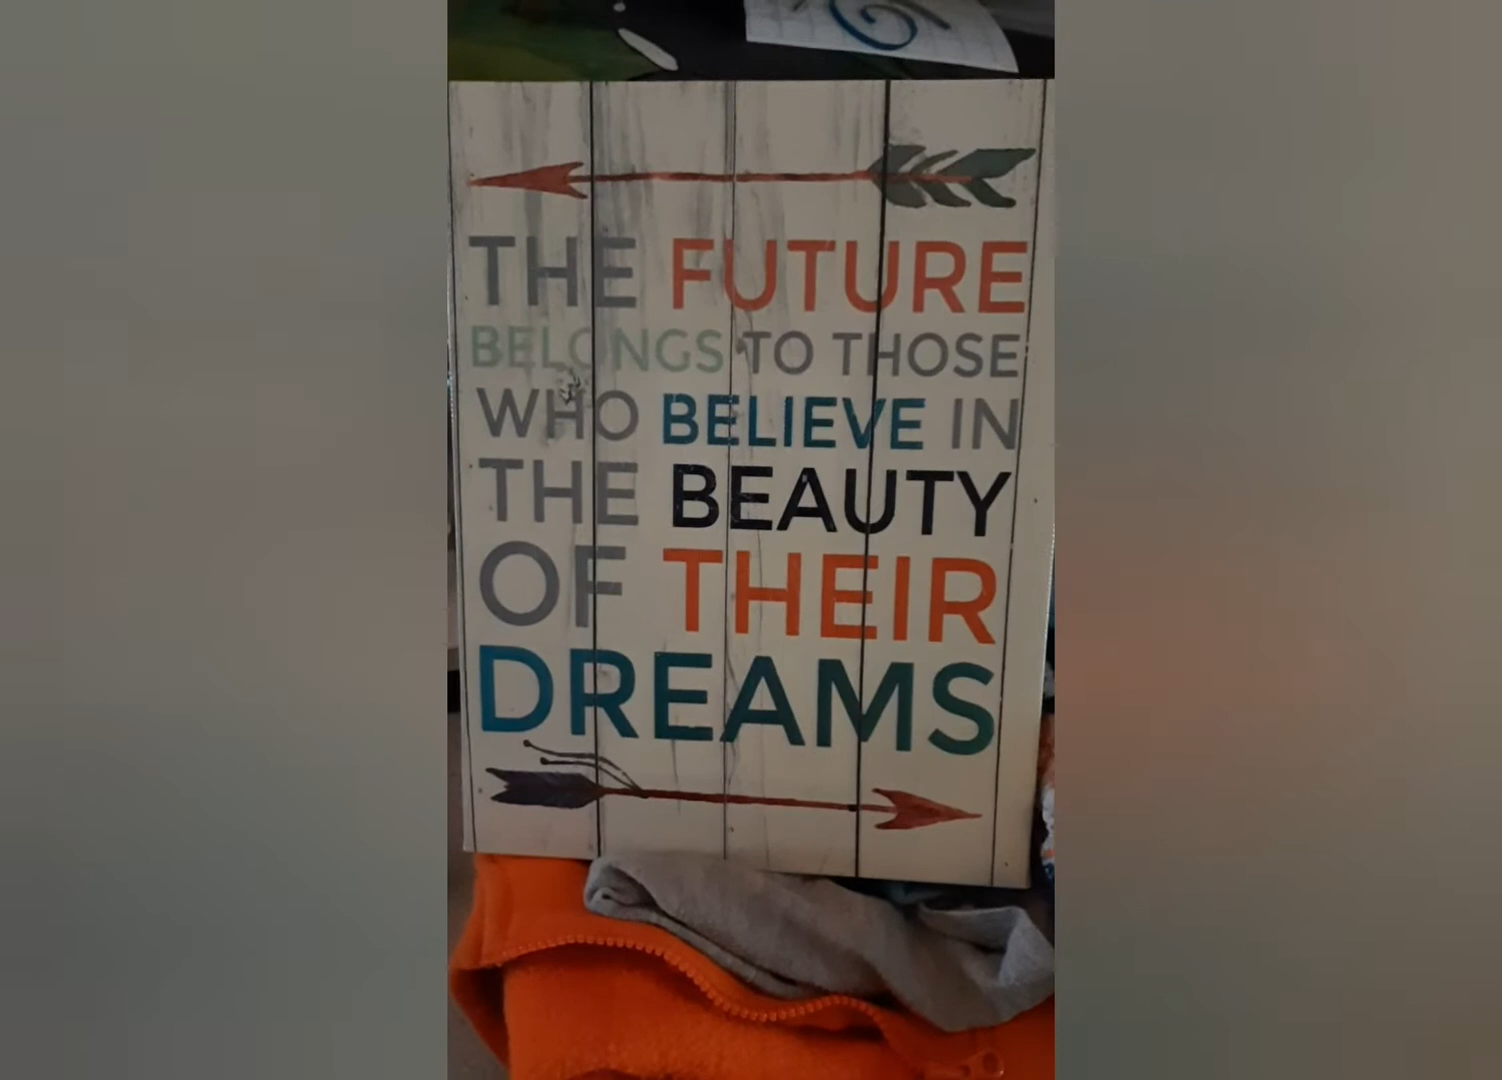 THE FUTURE
BELONGS TO THOSE
WHO BELIEVE IN
THE BEAUTY
OF THEIR
DREAMS